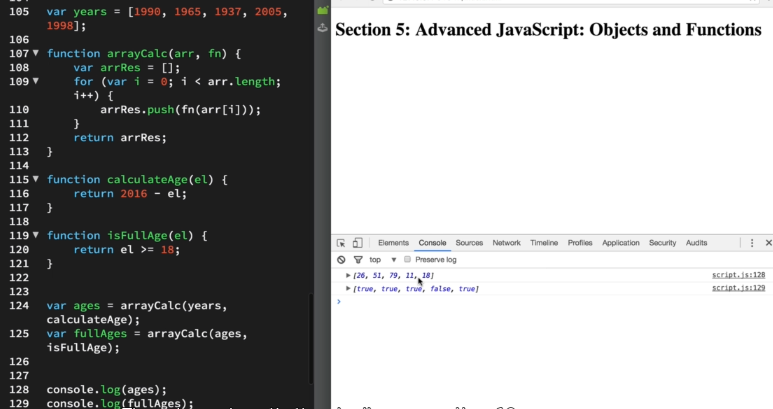 105 var years = [1990, 1965, 1937, 2005,
1998];
106
107 function arrayCalc(arr, fn) {
108 var arrRes = [];
109 for (var i = 0; i < arr.length;
i++) {
110 arrRes.push(fn(arr[i]));
111 }
112 return arrRes;
113 }
114
115 function calculateAge(el) {
116 return 2016 - el;
117 }
118
119 function isFullAge(el) {
120 return el >= 18;
121 }
122
123
124 var ages = arrayCalc(years,
calculateAge);
125 var fullAges = arrayCalc(ages,
isFullAge);
126
127
128 console.log(ages);
129 console.log(fullAges);
Section 5: Advanced JavaScript: Objects and Functions
Elements Console Sources Network Timeline Profiles Application Security Audits
top Preserve log
[26, 51, 79, 11, 18] script.js:128
[true, true, true, false, true] script.js:129